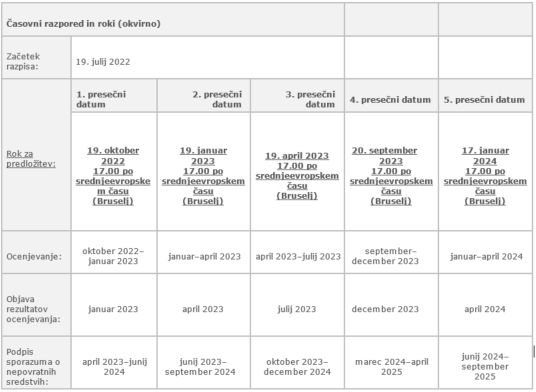 Časovni razpored in roki (okvirno)
Začetek
razpisa:
19. julij 2022
1. presečni
datum
2. presečni
datum
3. presečni
datum
4. presečni datum
5. presečni datum
Rok za
predložitev:
19. oktober
2022
17.00 po
srednjeevropske
m času
(Bruselj)
19. januar
2023
17.00 po
srednjeevropskem
času
(Bruselj)
19. april 2023
17.00 po
srednjeevropskem
času
(Bruselj)
20. september
2023
17.00 po
srednjeevropskem
času
(Bruselj)
17. januar
2024
17.00 po
srednjeevropskem
času
(Bruselj)
Ocenjevanje:
oktober 2022–
januar 2023
januar–april 2023
april 2023–julij 2023
september–
december 2023
januar–april 2024
Objava
rezultatov
ocenjevanja:
januar 2023
april 2023
julij 2023
december 2023
april 2024
Podpis
sporazuma o
nepovratnih
sredstvih:
april 2023–junij
2024
junij 2023–
september 2024
oktober 2023–
december 2024
marec 2024–april
2025
junij 2024–
september
2025